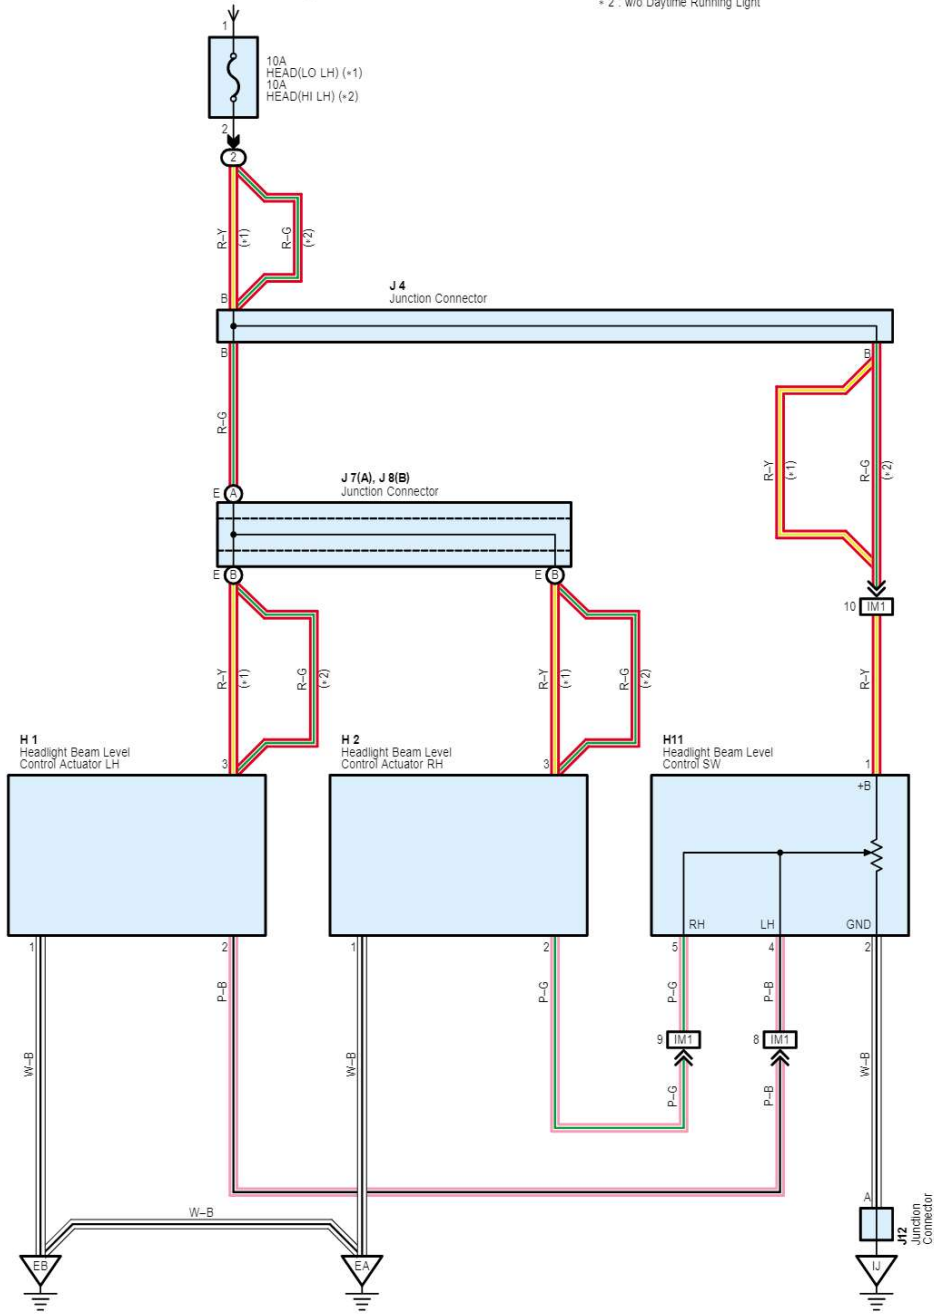 * 2 : w/o Daytime Running Light
1
10A
HEAD(LO LH) (*1)
10A
HEAD(HI LH) (*2)
2
2
R–Y
(*1)
R–G
(*2)
B
J 4
Junction Connector
B
B
R–G
R–Y
(*1)
R–G
(*2)
J 7(A), J 8(B)
Junction Connector
E
A
E
B
E
B
10
IM1
R–Y
(*1)
R–G
(*2)
R–Y
(*1)
R–G
(*2)
R–Y
H 1
Headlight Beam Level
Control Actuator LH
3
H 2
Headlight Beam Level
Control Actuator RH
3
H11
Headlight Beam Level
Control SW
1
+B
RH
LH
GND
1
2
1
2
5
4
2
P–B
P–G
P–G
P–B
9
IM1
8
IM1
W–B
W–B
P–G
P–B
W–B
W–B
A
J12
Junction
Connector
EB
EA
IJ